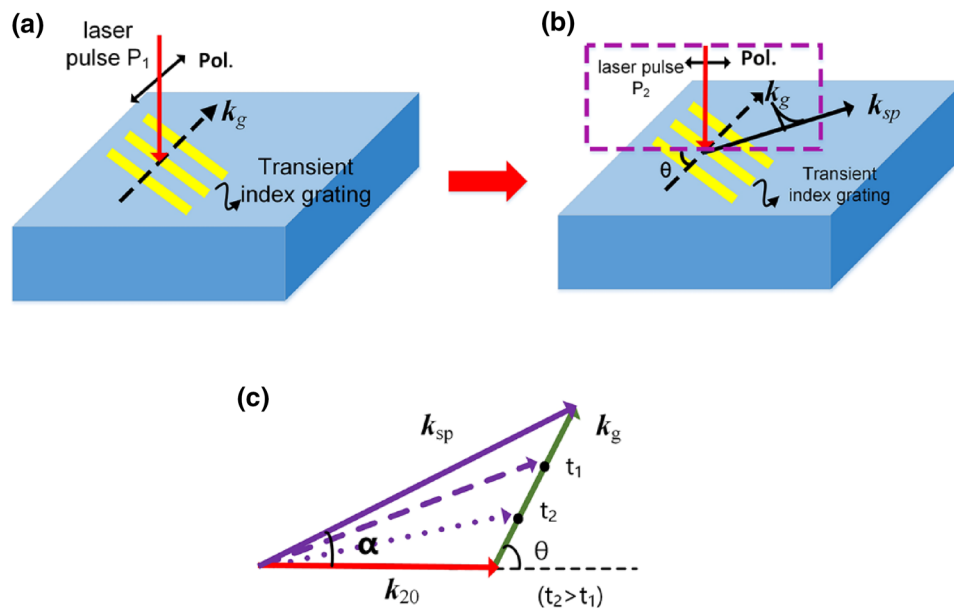 (a)
laser
pulse P₁
Pol.
kg
Transient
index grating
(b)
laser pulse
P₂
Pol.
kg
ksp
θ
Transient
index grating
(c)
ksp
kg
t₁
t₂
α
θ
k₂₀
(t₂>t₁)